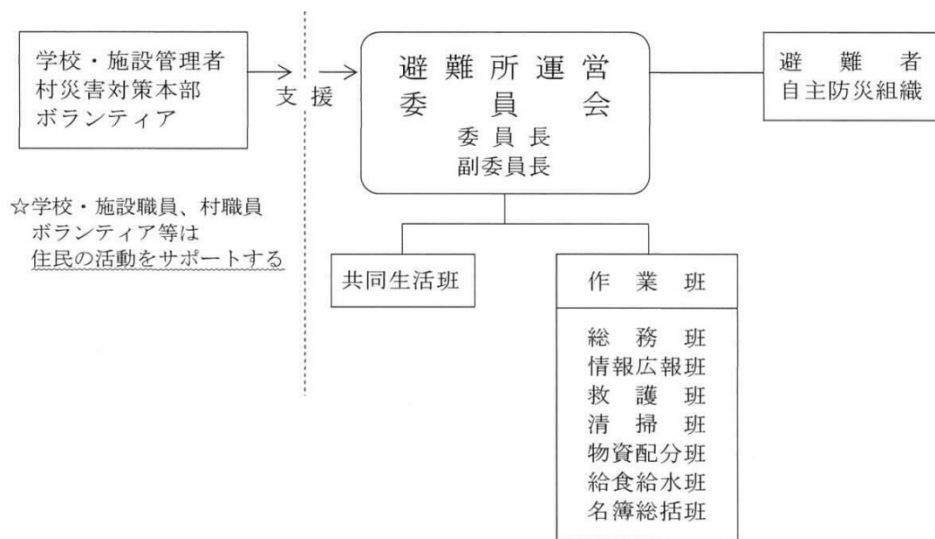 学校・施設管理者
村災害対策本部
ボランティア
支援
避難所運営
委員会
委員長
副委員長
避難者
自主防災組織
☆学校・施設職員、村職員
ボランティア等は
住民の活動をサポートする
共同生活班
作業班
総務班
情報広報班
救護班
清掃班
物資配分班
給食給水班
名簿総括班